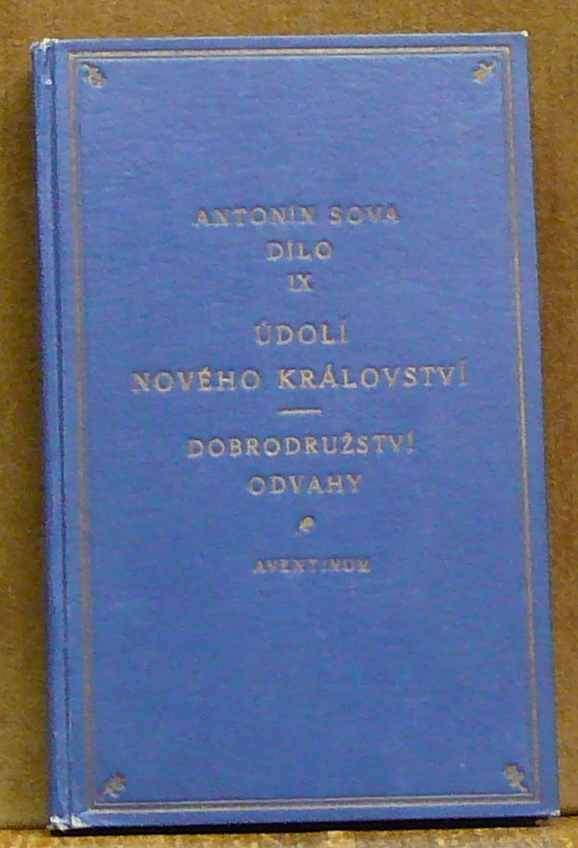 ANTONÍN SOVA
DÍLO
IX
ÚDOLÍ
NOVÉHO KRÁLOVSTVÍ
DOBRODRUŽSTVÍ
ODVAHY
AVENTINUM